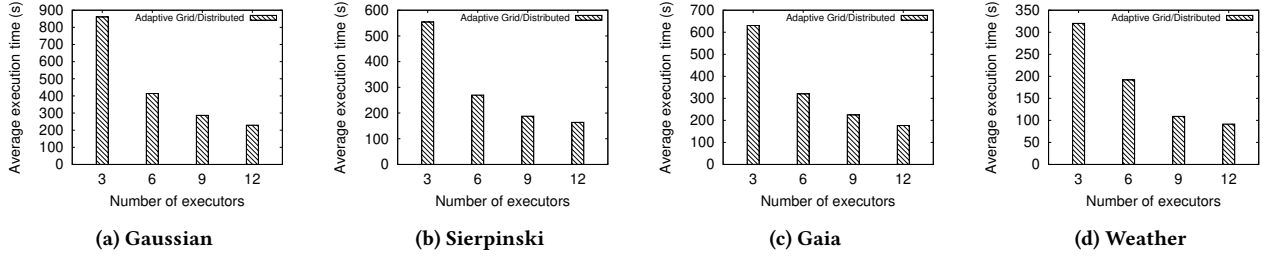 Average execution time (s)
900
800
700
600
500
400
300
200
100
0
Adaptive Grid/Distributed
3 6 9 12
Number of executors
(a) Gaussian
Average execution time (s)
600
500
400
300
200
100
0
Adaptive Grid/Distributed
3 6 9 12
Number of executors
(b) Sierpinski
Average execution time (s)
700
600
500
400
300
200
100
0
Adaptive Grid/Distributed
3 6 9 12
Number of executors
(c) Gaia
Average execution time (s)
350
300
250
200
150
100
50
0
Adaptive Grid/Distributed
3 6 9 12
Number of executors
(d) Weather